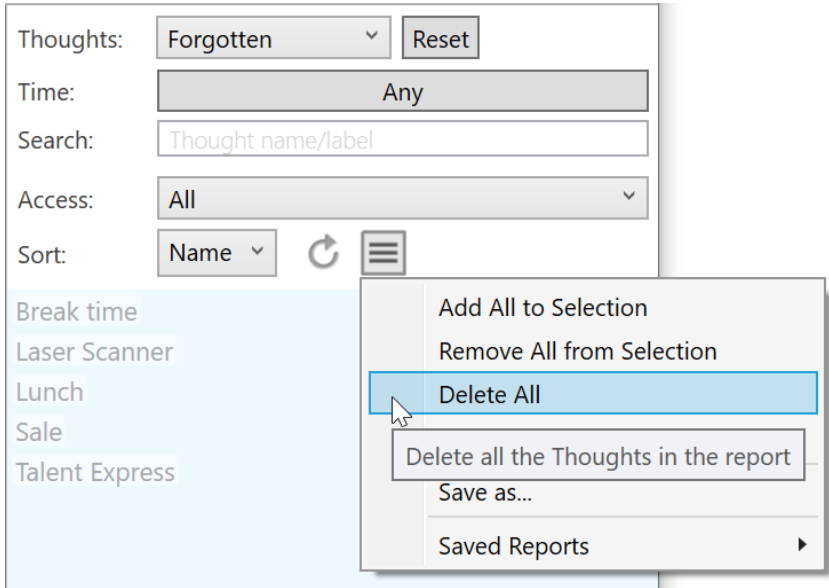 Thoughts: Forgotten Reset
Time: Any
Search: Thought name/label
Access: All
Sort: Name
Break time
Laser Scanner
Lunch
Sale
Talent Express
Add All to Selection
Remove All from Selection
Delete All
Delete all the Thoughts in the report
Save as...
Saved Reports